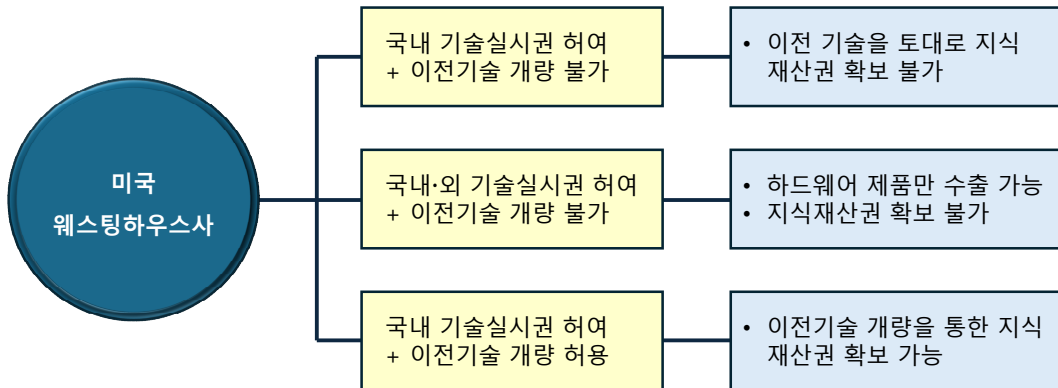 미국
웨스팅하우스사
국내 기술실시권 허여
+ 이전기술 개량 불가
• 이전 기술을 토대로 지식
재산권 확보 불가
국내·외 기술실시권 허여
+ 이전기술 개량 불가
• 하드웨어 제품만 수출 가능
• 지식재산권 확보 불가
국내 기술실시권 허여
+ 이전기술 개량 허용
• 이전기술 개량을 통한 지식
재산권 확보 가능